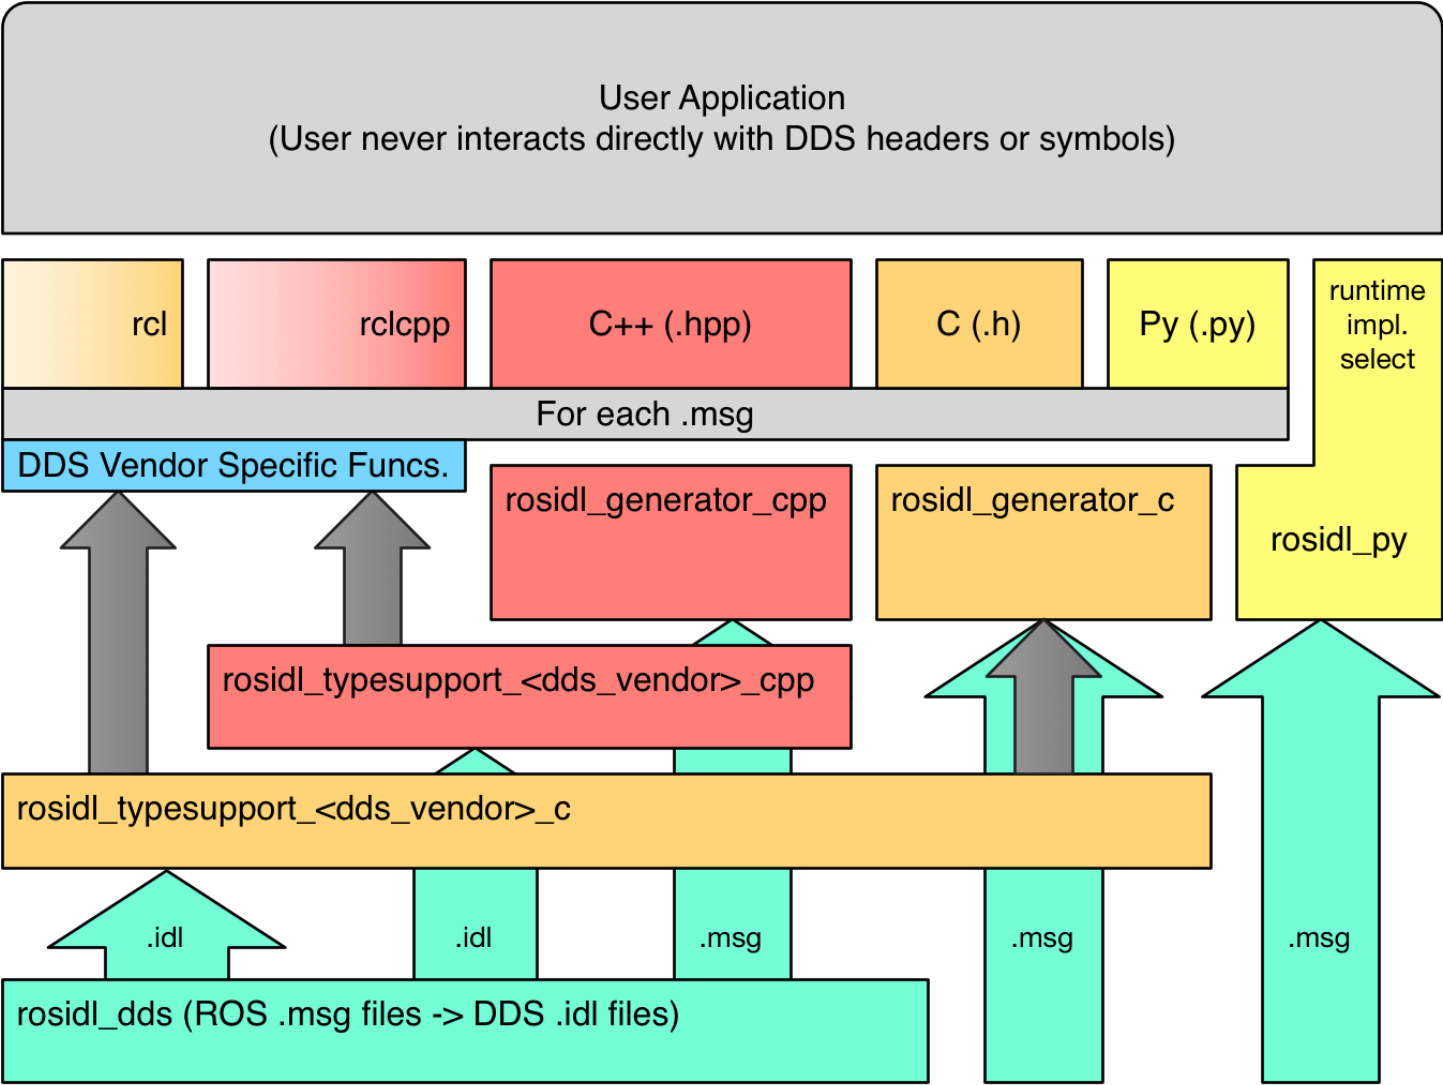 User Application
(User never interacts directly with DDS headers or symbols)
rcl
rclcpp
C++ (.hpp)
C (.h)
Py (.py)
runtime
impl.
select
For each .msg
DDS Vendor Specific Funcs.
rosidl_generator_cpp
rosidl_generator_c
rosidl_py
rosidl_typesupport_<dds_vendor>_cpp
rosidl_typesupport_<dds_vendor>_c
.idl
.idl
.msg
.msg
.msg
rosidl_dds (ROS .msg files -> DDS .idl files)